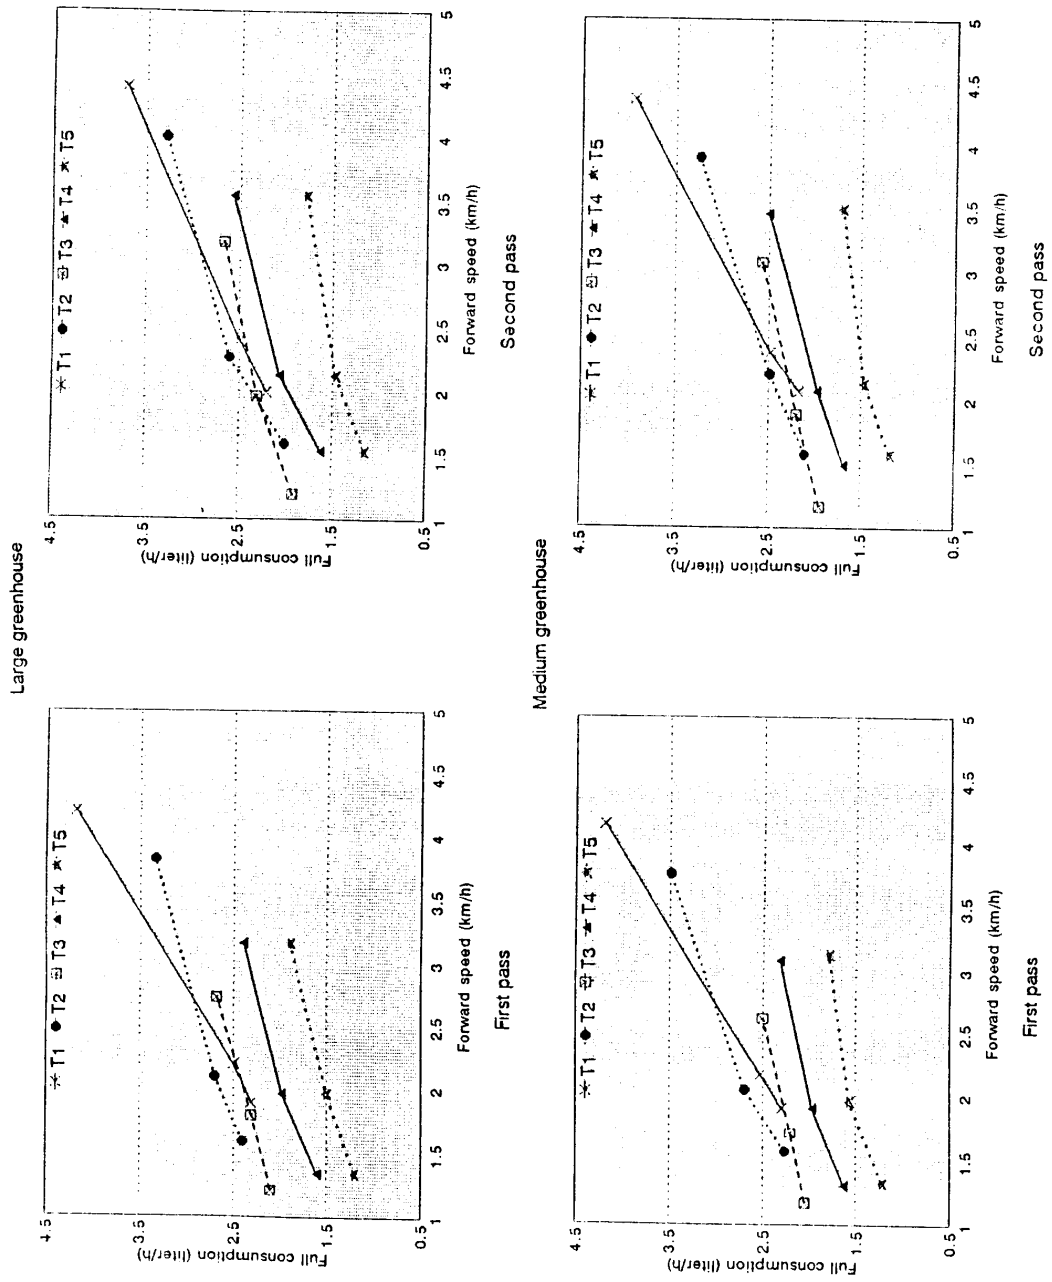 Large greenhouse
T1 T2 T3 T4 T5
Full consumption (liter/h)
4.5
3.5
2.5
1.5
0.5
1 1.5 2 2.5 3 3.5 4 4.5 5
Forward speed (km/h)
First pass
T1 T2 T3 T4 T5
Full consumption (liter/h)
4.5
3.5
2.5
1.5
0.5
1 1.5 2 2.5 3 3.5 4 4.5 5
Forward speed (km/h)
Second pass
Medium greenhouse
T1 T2 T3 T4 T5
Full consumption (liter/h)
4.5
3.5
2.5
1.5
0.5
1 1.5 2 2.5 3 3.5 4 4.5 5
Forward speed (km/h)
First pass
T1 T2 T3 T4 T5
Full consumption (liter/h)
4.5
3.5
2.5
1.5
0.5
1 1.5 2 2.5 3 3.5 4 4.5 5
Forward speed (km/h)
Second pass